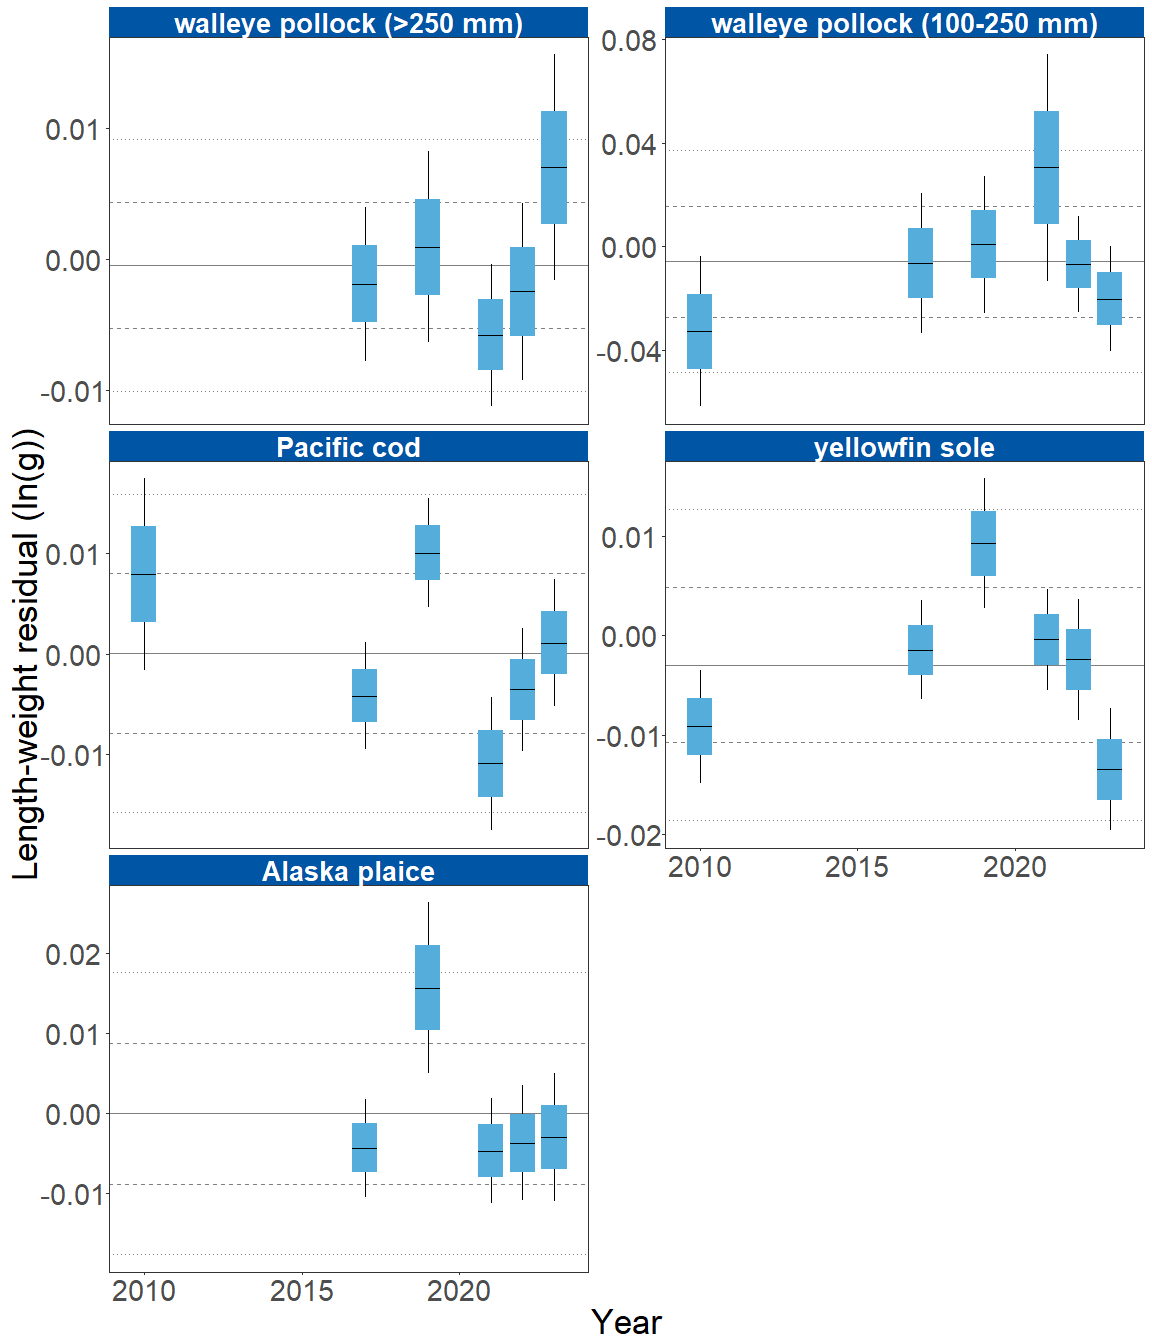 walleye pollock (>250 mm)
walleye pollock (100-250 mm)
0.01
0.00
-0.01
0.08
0.04
0.00
-0.04
Pacific cod
yellowfin sole
0.01
0.00
-0.01
0.01
0.00
-0.01
-0.02
2010 2015 2020
Alaska plaice
0.02
0.01
0.00
-0.01
2010 2015 2020
Length-weight residual (ln(g))
Year